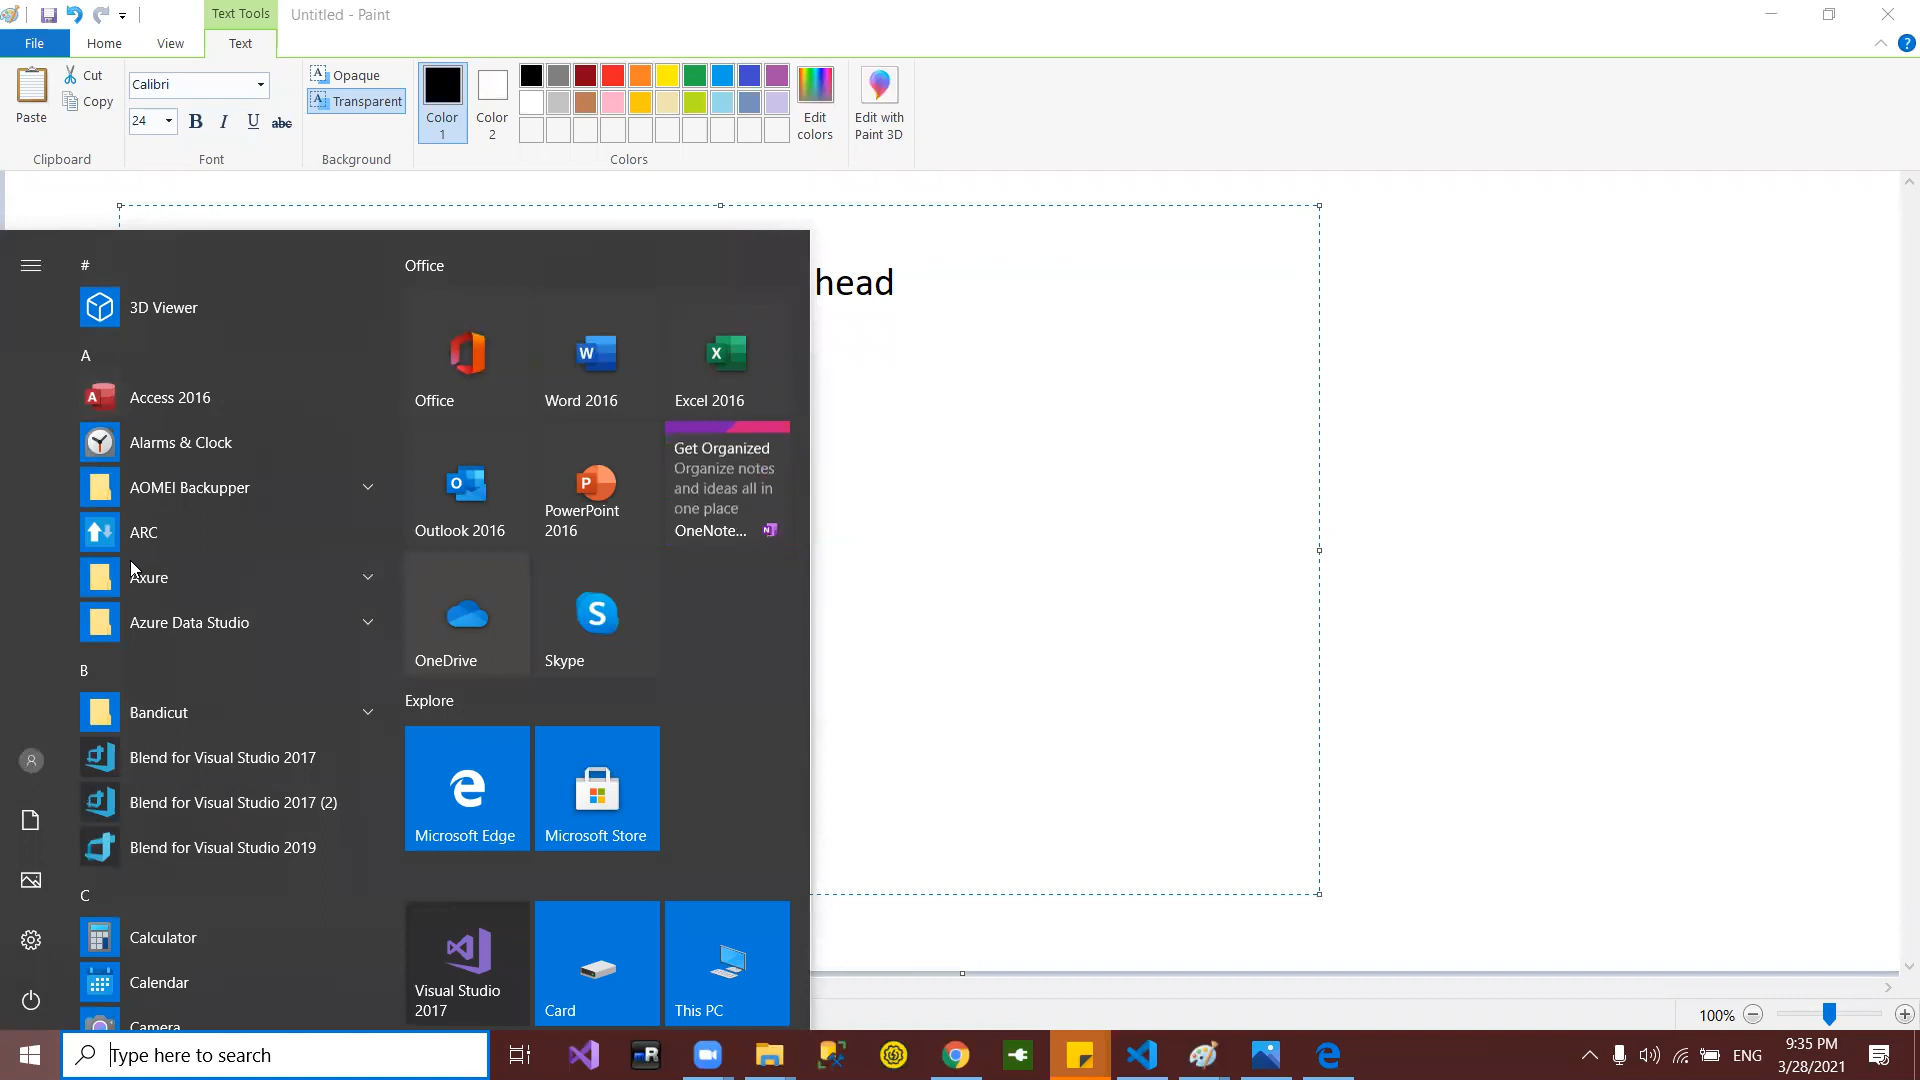 Text Tools
Untitled - Paint
File
Home
View
Text
Paste
Cut
Copy
Clipboard
Calibri
24
B
I
U
abc
Font
Opaque
Transparent
Background
Color
1
Color
2
Colors
Edit
colors
Edit with
Paint 3D
head
#
3D Viewer
A
Access 2016
Alarms & Clock
AOMEI Backupper
ARC
Axure
Azure Data Studio
B
Bandicut
Blend for Visual Studio 2017
Blend for Visual Studio 2017 (2)
Blend for Visual Studio 2019
C
Calculator
Calendar
Camera
Office
Office
Word 2016
Excel 2016
Outlook 2016
PowerPoint
2016
Get Organized
Organize notes
and ideas all in
one place
OneNote...
OneDrive
Skype
Explore
Microsoft Edge
Microsoft Store
Visual Studio
2017
Card
This PC
100%
Type here to search
ENG
9:35 PM
3/28/2021